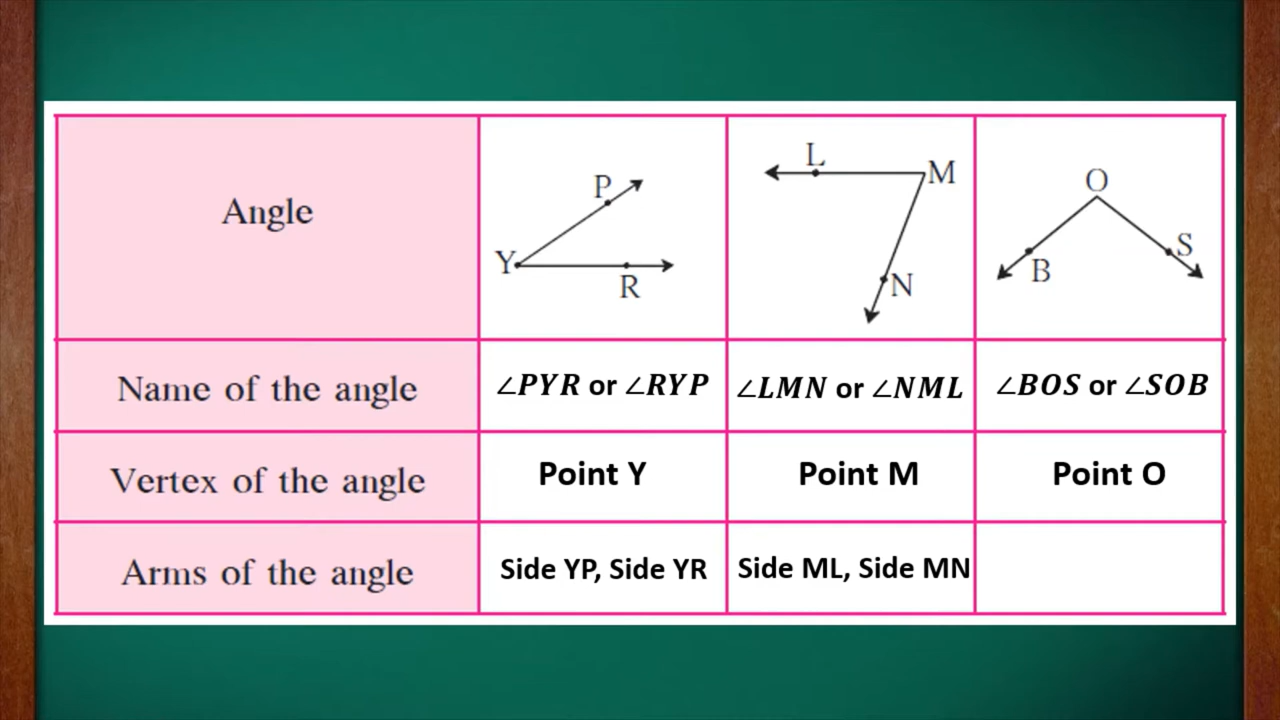 Angle
P
Y
R
L
M
N
O
B
S
Name of the angle
∠PYR or ∠RYP
∠LMN or ∠NML
∠BOS or ∠SOB
Vertex of the angle
Point Y
Point M
Point O
Arms of the angle
Side YP, Side YR
Side ML, Side MN